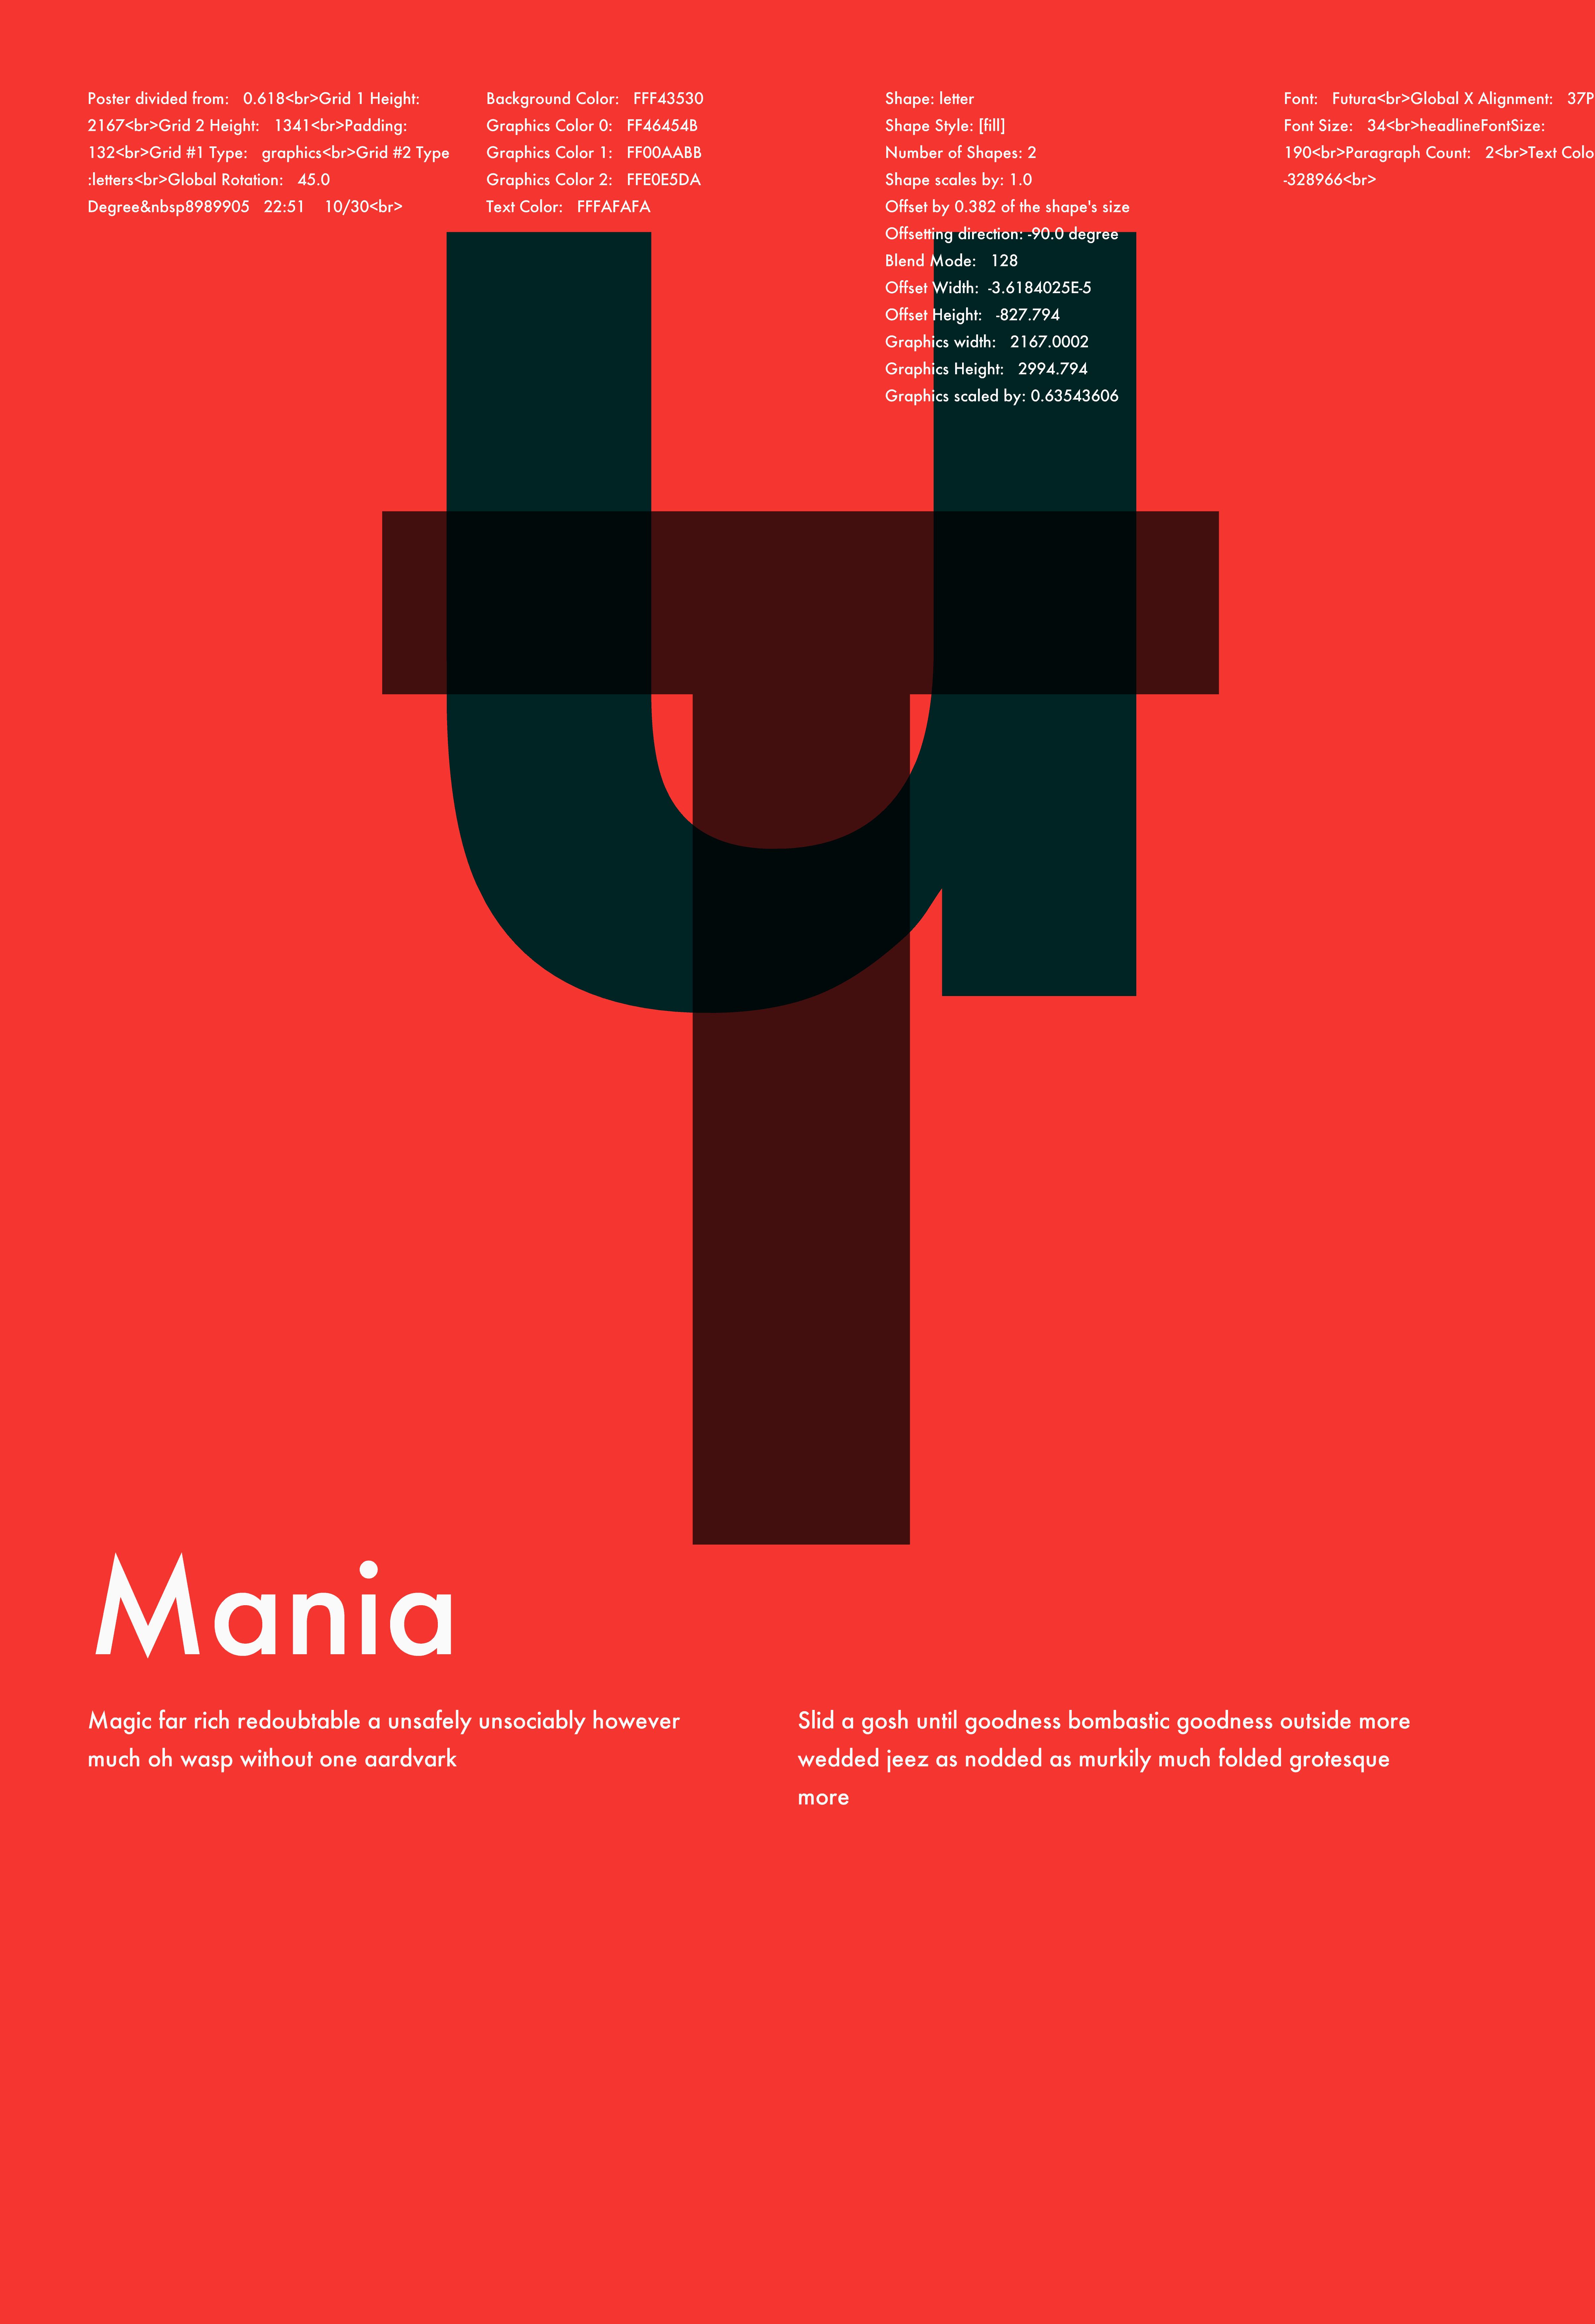 Poster divided from:   0.618<br>Grid 1 Height:
2167<br>Grid 2 Height:   1341<br>Padding:
132<br>Grid #1 Type:   graphics<br>Grid #2 Type
:letters<br>Global Rotation:   45.0
Degree&nbsp8989905   22:51    10/30<br>
Background Color:   FFF43530
Graphics Color 0:   FF46454B
Graphics Color 1:   FF00AABB
Graphics Color 2:   FFE0E5DA
Text Color:   FFFAFAFA
Shape: letter
Shape Style: [fill]
Number of Shapes: 2
Shape scales by: 1.0
Offset by 0.382 of the shape's size
Offsetting direction: -90.0 degree
Blend Mode:   128
Offset Width:  -3.6184025E-5
Offset Height:   -827.794
Graphics width:   2167.0002
Graphics Height:   2994.794
Graphics scaled by: 0.63543606
Font:   Futura<br>Global X Alignment:   37P
Font Size:   34<br>headlineFontSize:
190<br>Paragraph Count:   2<br>Text Colo
-328966<br>
u
T
Mania
Magic far rich redoubtable a unsafely unsociably however
much oh wasp without one aardvark
Slid a gosh until goodness bombastic goodness outside more
wedded jeez as nodded as murkily much folded grotesque
more